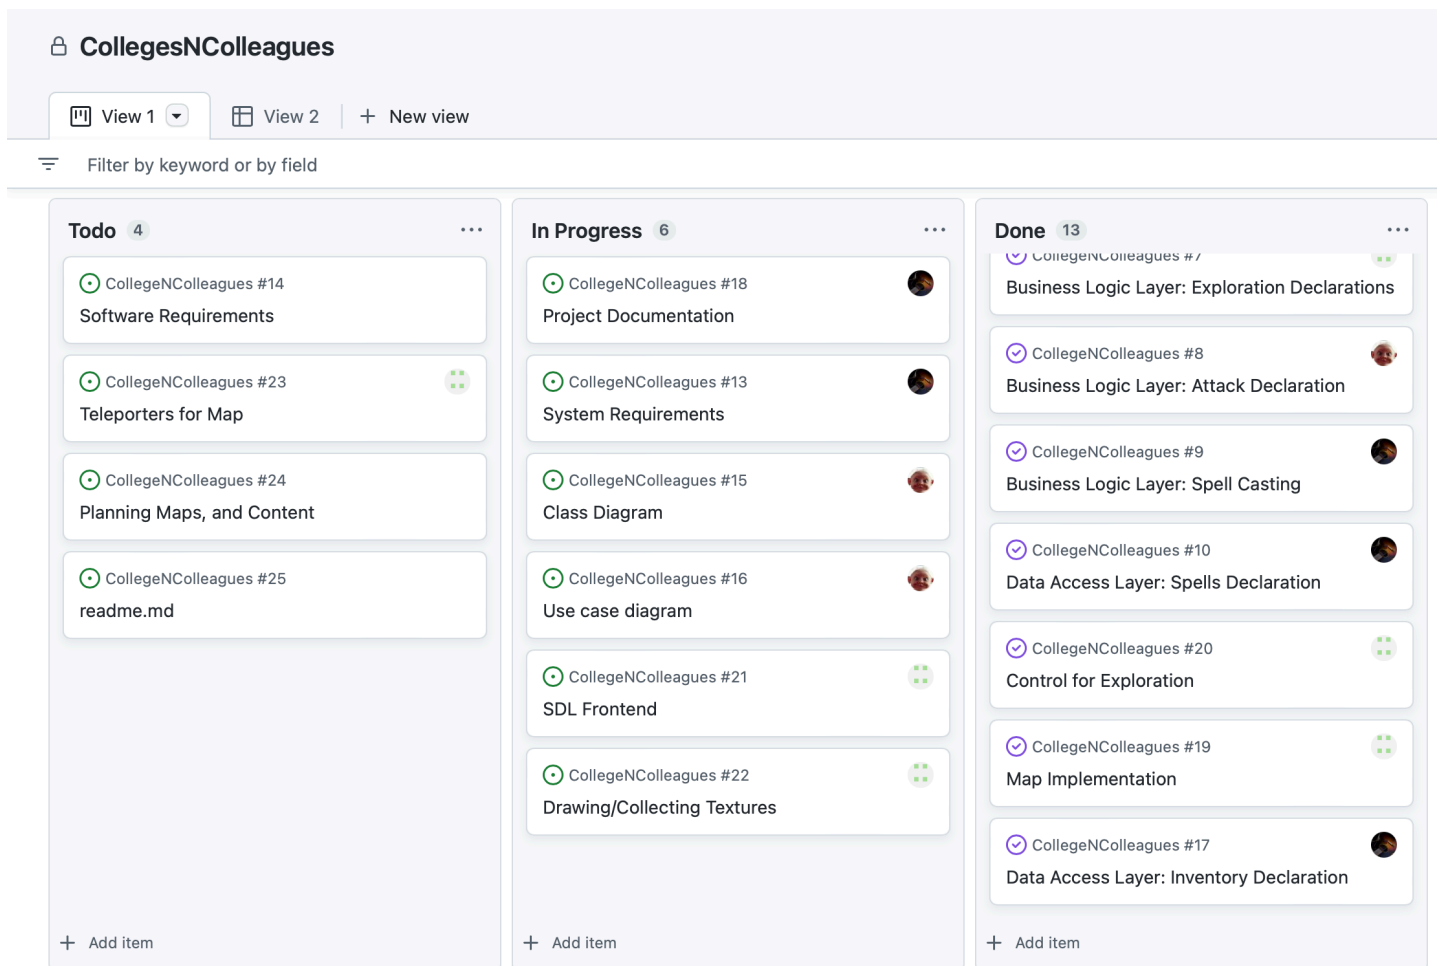 CollegesNColleagues
View 1
View 2
New view
Filter by keyword or by field
Todo 4
CollegeNColleagues #14
Software Requirements
CollegeNColleagues #23
Teleporters for Map
CollegeNColleagues #24
Planning Maps, and Content
CollegeNColleagues #25
readme.md
Add item
In Progress 6
CollegeNColleagues #18
Project Documentation
CollegeNColleagues #13
System Requirements
CollegeNColleagues #15
Class Diagram
CollegeNColleagues #16
Use case diagram
CollegeNColleagues #21
SDL Frontend
CollegeNColleagues #22
Drawing/Collecting Textures
Add item
Done 13
CollegeNColleagues #7
Business Logic Layer: Exploration Declarations
CollegeNColleagues #8
Business Logic Layer: Attack Declaration
CollegeNColleagues #9
Business Logic Layer: Spell Casting
CollegeNColleagues #10
Data Access Layer: Spells Declaration
CollegeNColleagues #20
Control for Exploration
CollegeNColleagues #19
Map Implementation
CollegeNColleagues #17
Data Access Layer: Inventory Declaration
Add item